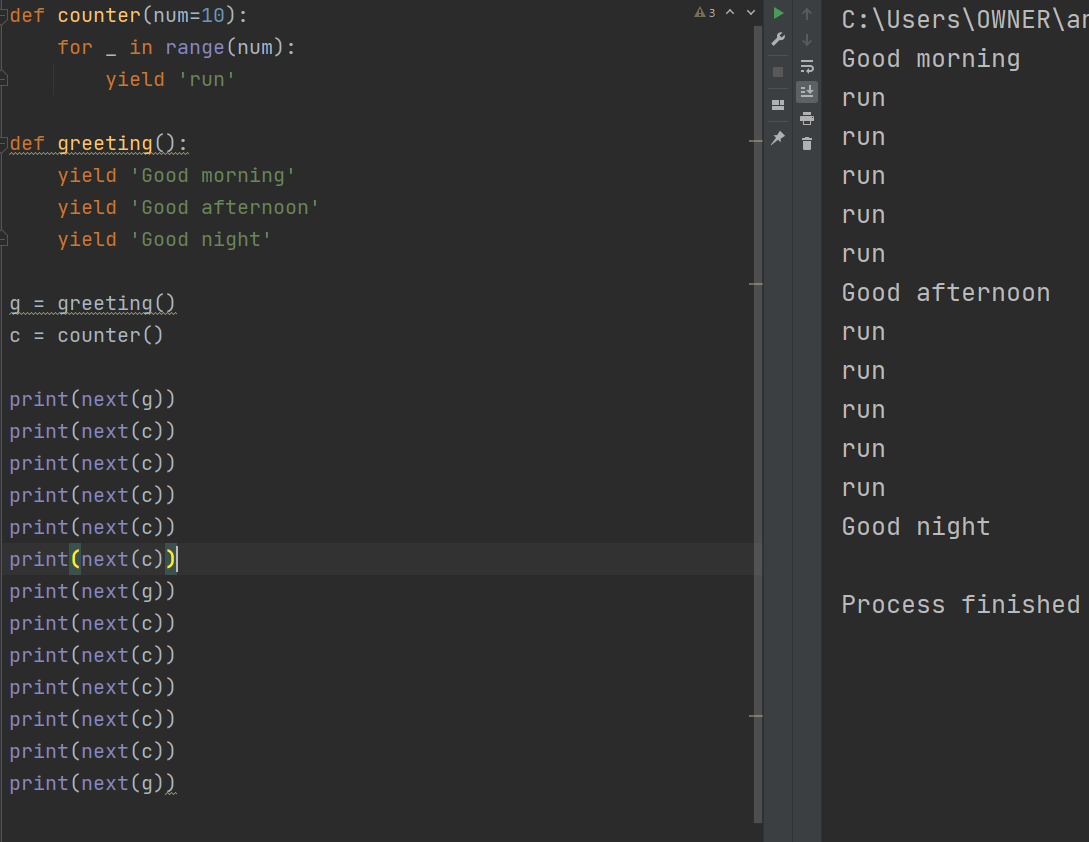 def counter(num=10):
    for _ in range(num):
        yield 'run'
def greeting():
    yield 'Good morning'
    yield 'Good afternoon'
    yield 'Good night'
g = greeting()
c = counter()
print(next(g))
print(next(c))
print(next(c))
print(next(c))
print(next(c))
print(next(c))
print(next(g))
print(next(c))
print(next(c))
print(next(c))
print(next(c))
print(next(c))
print(next(g))
3
C:\Users\OWNER\
Good morning
run
run
run
run
run
Good afternoon
run
run
run
run
run
Good night
Process finished